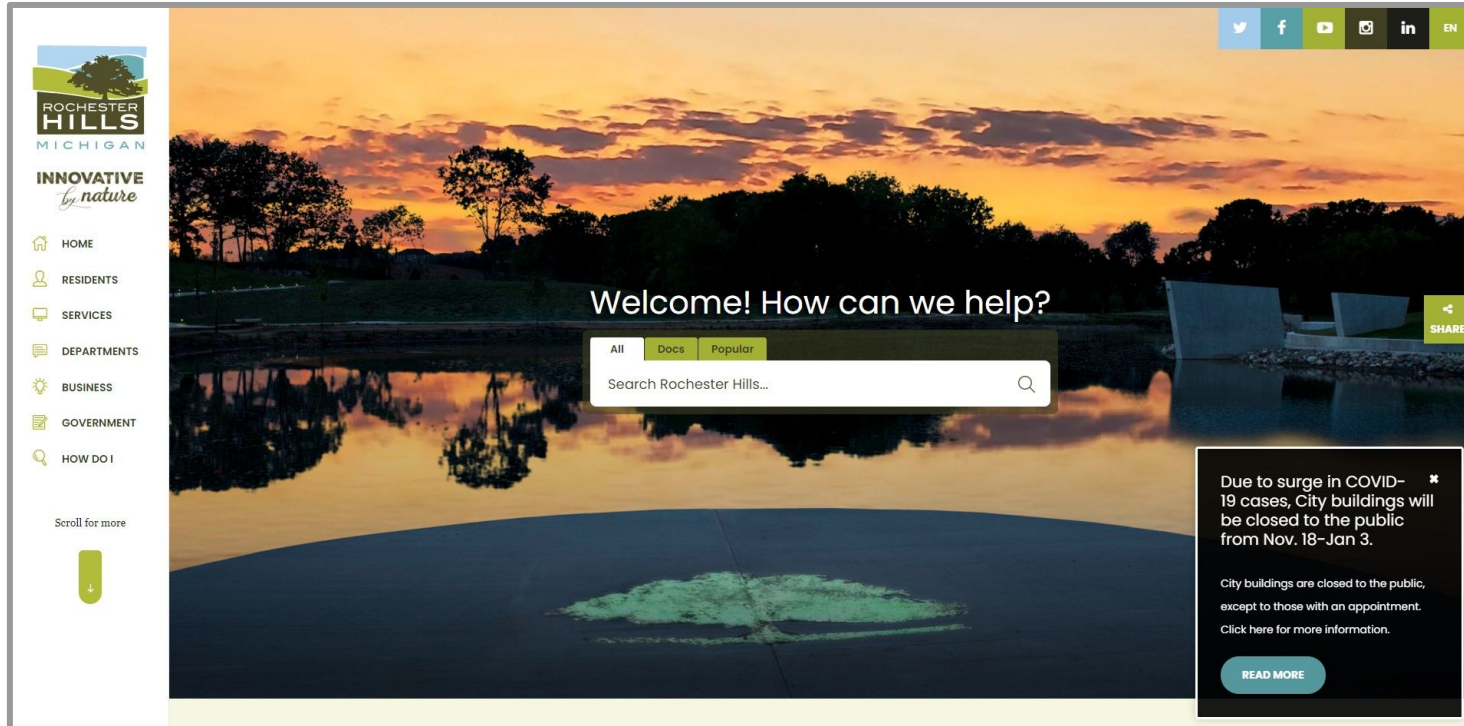 ROCHESTER
HILLS
MICHIGAN
INNOVATIVE
by nature
HOME
RESIDENTS
SERVICES
DEPARTMENTS
BUSINESS
GOVERNMENT
HOW DO I
Scroll for more
EN
Welcome! How can we help?
All Docs Popular
Search Rochester Hills...
SHARE
Due to surge in COVID-
19 cases, City buildings will
be closed to the public
from Nov. 18-Jan 3.
City buildings are closed to the public,
except to those with an appointment.
Click here for more information.
READ MORE